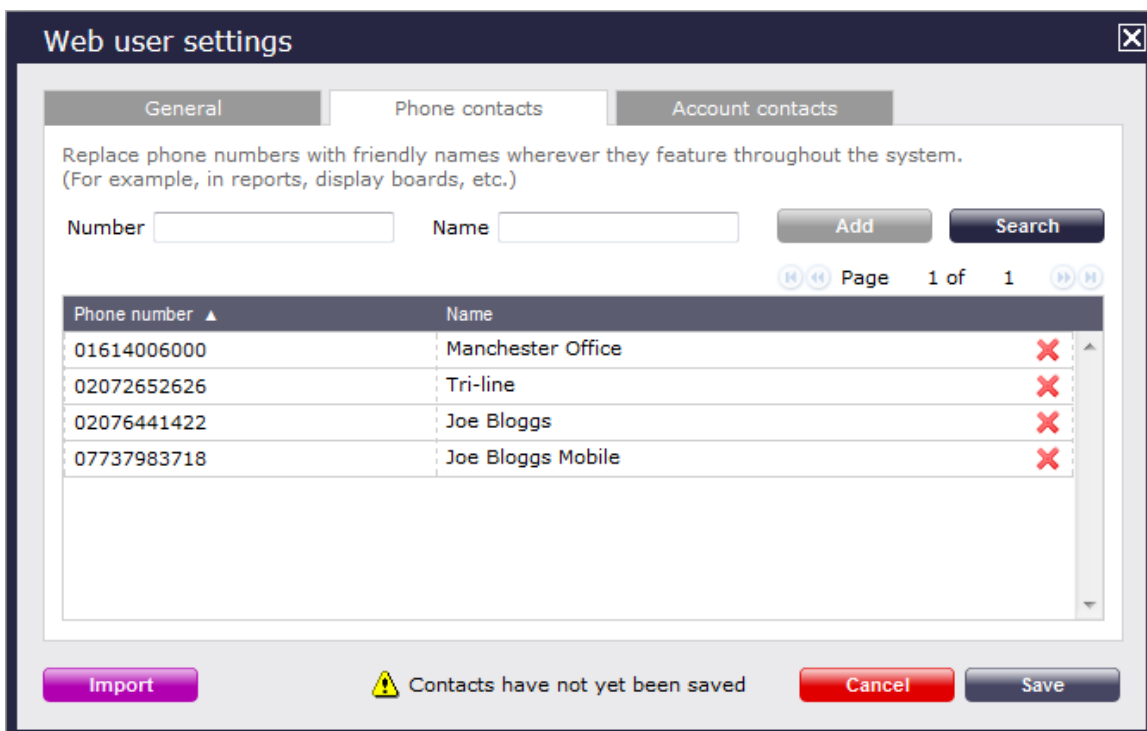 Web user settings
General Phone contacts Account contacts
Replace phone numbers with friendly names wherever they feature throughout the system.
(For example, in reports, display boards, etc.)
Number Name Add Search
Page 1 of 1
Phone number ▲ Name
01614006000 Manchester Office
02072652626 Tri-line
02076441422 Joe Bloggs
07737983718 Joe Bloggs Mobile
Import Contacts have not yet been saved Cancel Save